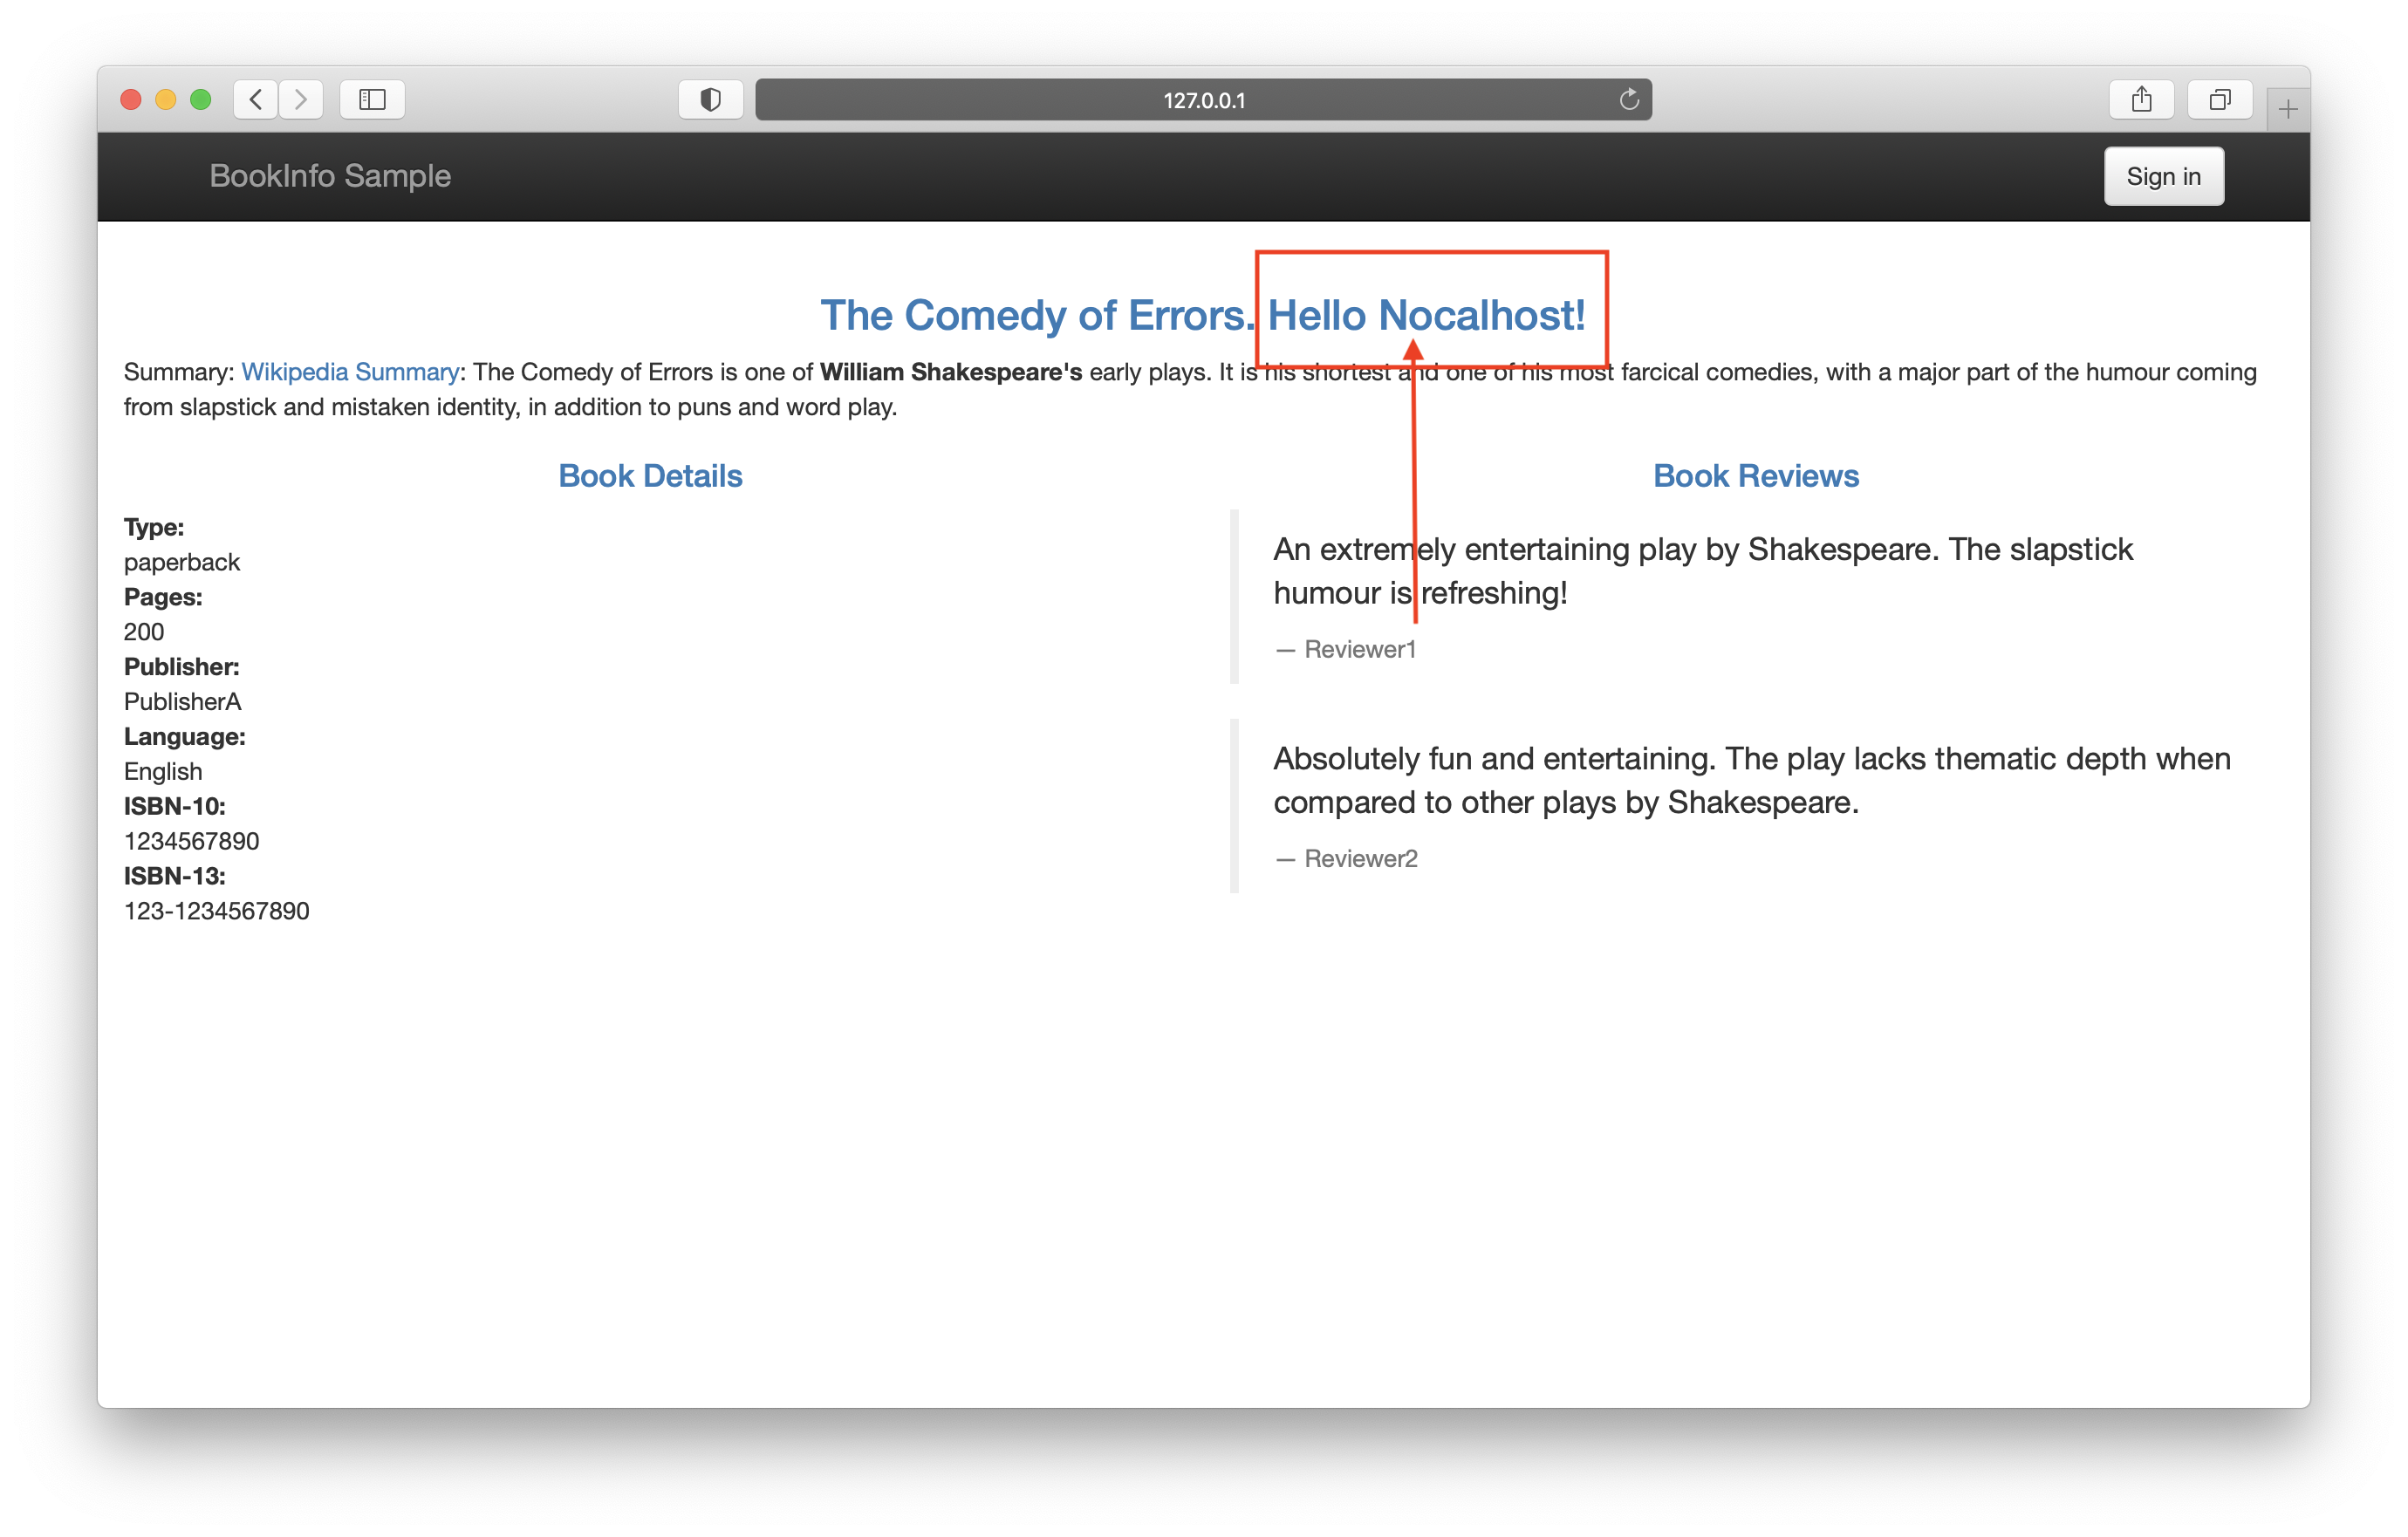 127.0.0.1
BookInfo Sample
Sign in
The Comedy of Errors. Hello Nocalhost!
Summary: Wikipedia Summary: The Comedy of Errors is one of William Shakespeare's early plays. It is his shortest and one of his most farcical comedies, with a major part of the humour coming
from slapstick and mistaken identity, in addition to puns and word play.
Book Details
Type:
paperback
Pages:
200
Publisher:
PublisherA
Language:
English
ISBN-10:
1234567890
ISBN-13:
123-1234567890
Book Reviews
An extremely entertaining play by Shakespeare. The slapstick
humour is refreshing!
— Reviewer1
Absolutely fun and entertaining. The play lacks thematic depth when
compared to other plays by Shakespeare.
— Reviewer2